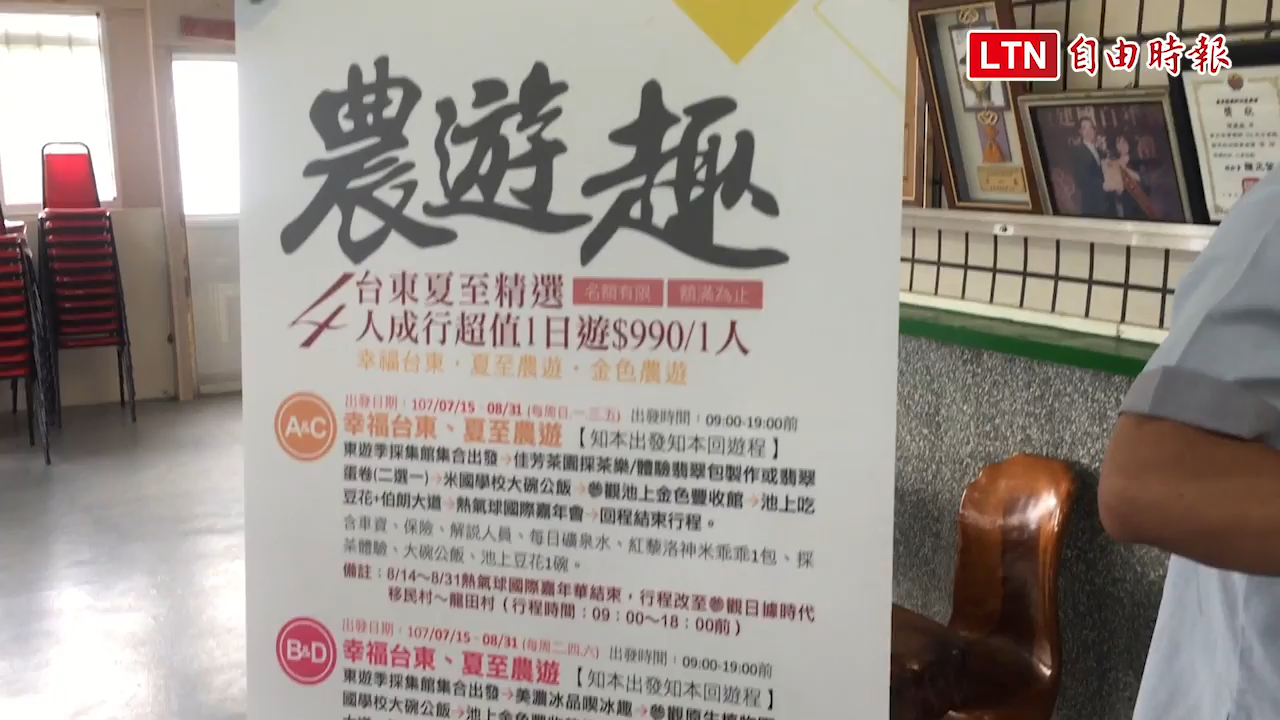 LTN 自由時報
農遊趣
台東夏至精選 名額有限 額滿為止
4人成行超值1日遊$990/1人
幸福台東,夏至農遊·金色農遊
A&C
出發日期:107/07/15-08/31 (每周日.一三五) 出發時間:09:00-19:00前
幸福台東、夏至農遊【知本出發知本回遊程】
東遊季採集館集合出發→佳芳茶園採茶樂/體驗翡翠包製作或翡翠
蛋卷(二選一)→米國學校大碗公飯→參觀池上金色豐收館→池上吃
豆花+伯朗大道→熱氣球國際嘉年會→回程結束行程。
含車資、保險、解說人員、每日礦泉水、紅藜洛神米乖乖1包、採
茶體驗、大碗公飯、池上豆花1碗。
備註:8/14~8/31熱氣球國際嘉年華結束,行程改至參觀日據時代
移民村~龍田村(行程時間:09:00~18:00前)
B&D
出發日期:107/07/15-08/31 (每周二四.六) 出發時間:09:00-19:00前
幸福台東、夏至農遊【知本出發知本回遊程】
東遊季採集館集合出發→美濃冰品喫冰趣→參觀原生植物園
國學校大碗公飯→池上金色豐收